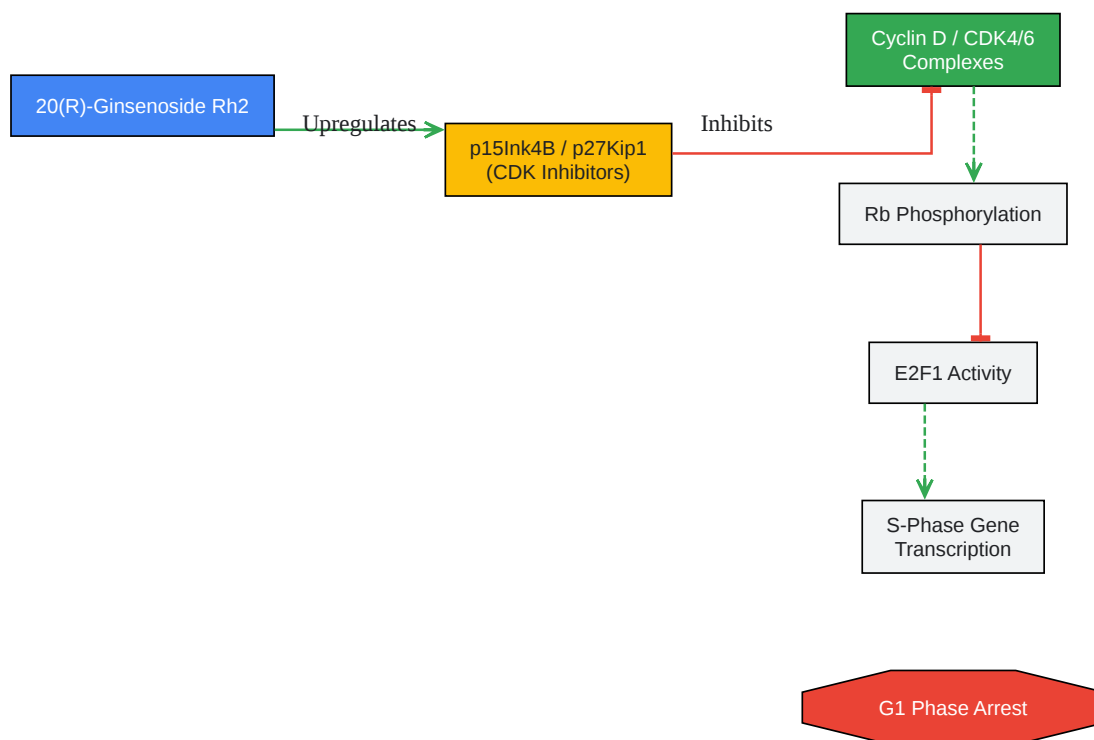 Cyclin D / CDK4/6
Complexes
20(R)-Ginsenoside Rh2
Upregulates
Inhibits
p15Ink4B / p27Kip1
(CDK Inhibitors)
Rb Phosphorylation
E2F1 Activity
S-Phase Gene
Transcription
G1 Phase Arrest